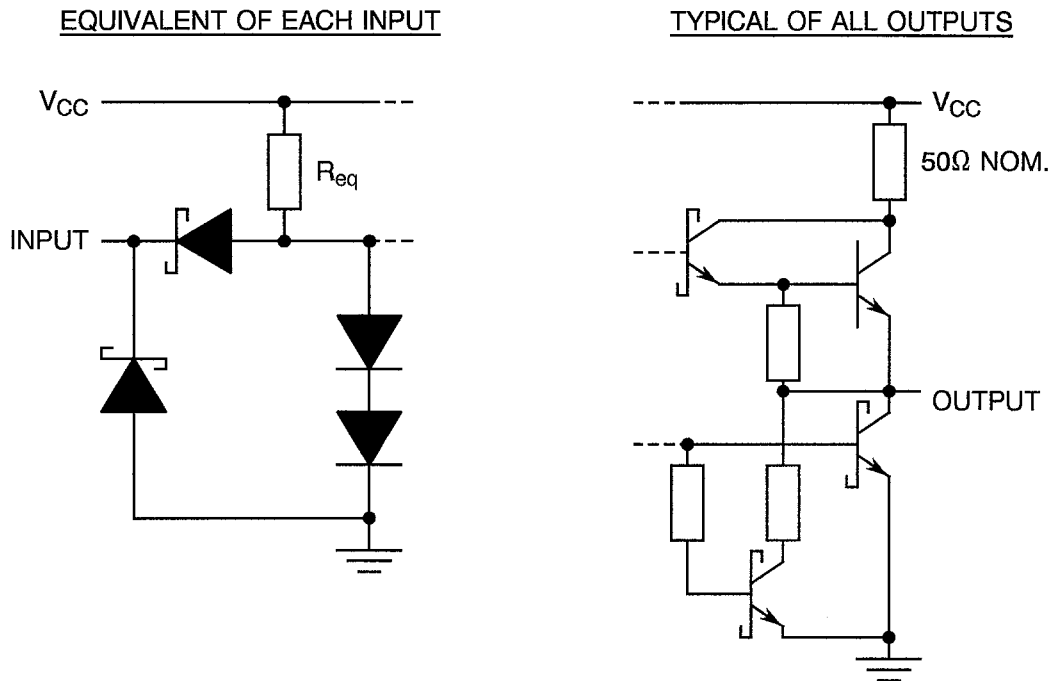 EQUIVALENT OF EACH INPUT
VCC
Req
INPUT
TYPICAL OF ALL OUTPUTS
VCC
50Ω NOM.
OUTPUT